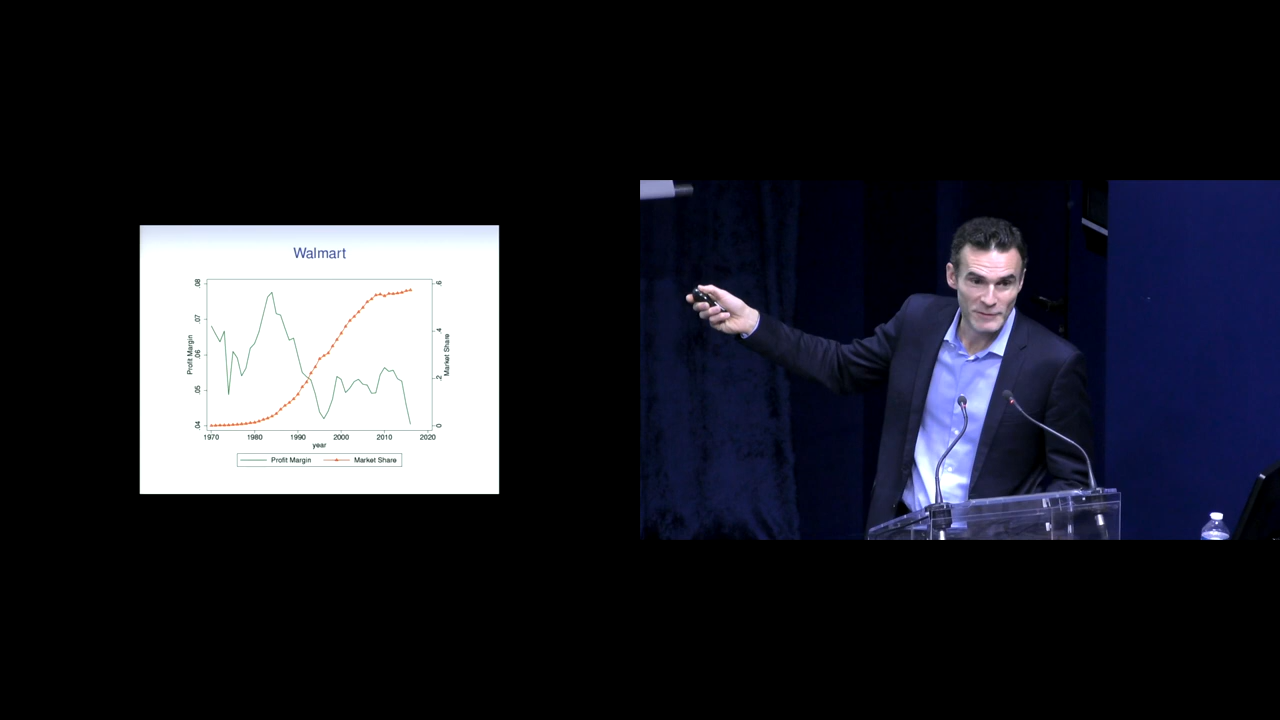 Walmart
.08
.07
.06
.05
.04
Profit Margin
.6
.4
.2
0
Market Share
1970 1980 1990 2000 2010 2020
year
Profit Margin Market Share